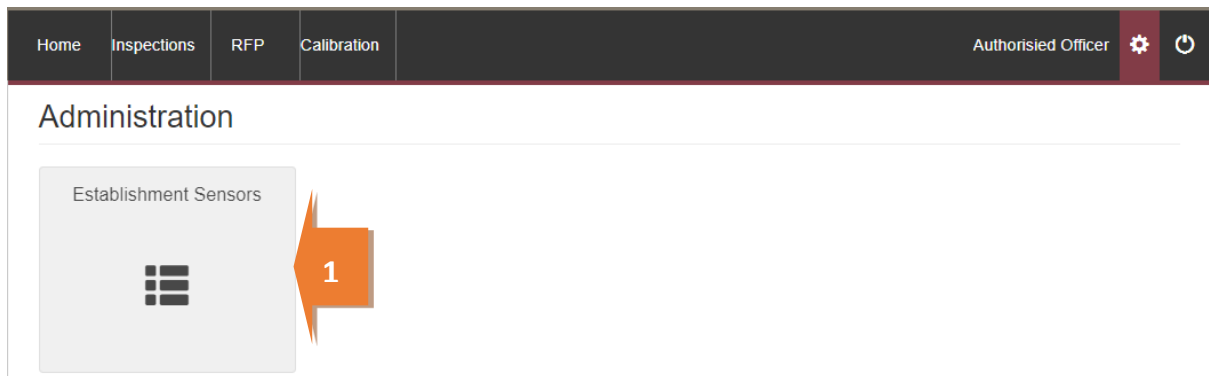 Home Inspections RFP Calibration Authorisied Officer
Administration
Establishment Sensors
1